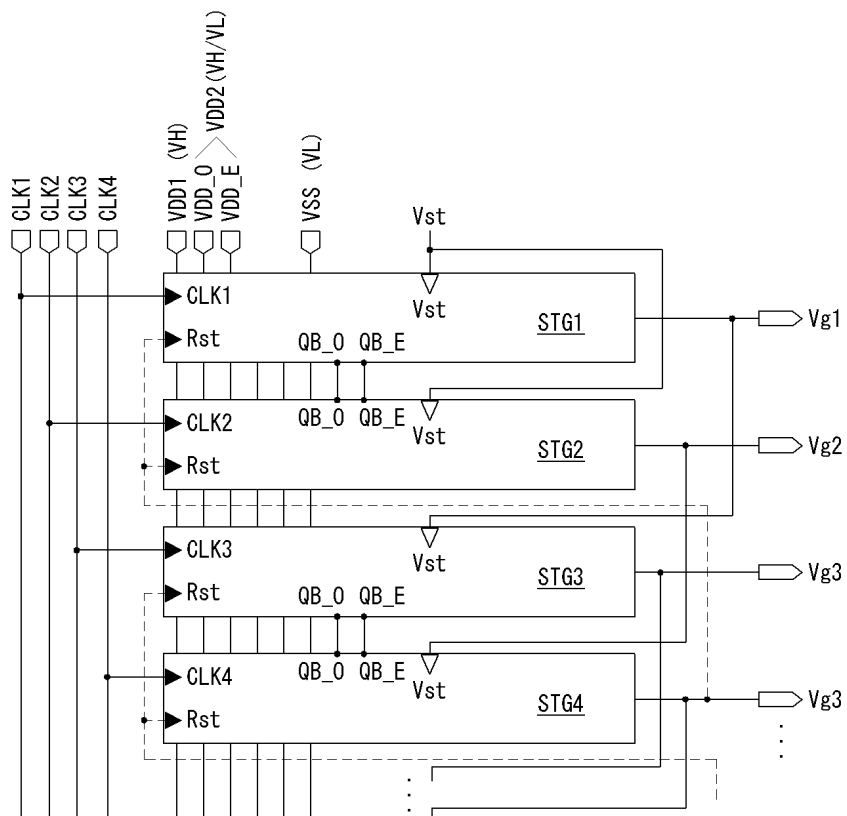 CLK1
CLK2
CLK3
CLK4
VDD1 (VH)
VDD_O
VDD_E
VDD2(VH/VL)
VSS (VL)
Vst
CLK1
Vst
STG1
Vg1
Rst
QB_O QB_E
QB_O QB_E
CLK2
Vst
STG2
Vg2
Rst
CLK3
Vst
STG3
Vg3
Rst
QB_O QB_E
QB_O QB_E
CLK4
Vst
STG4
Vg3
Rst